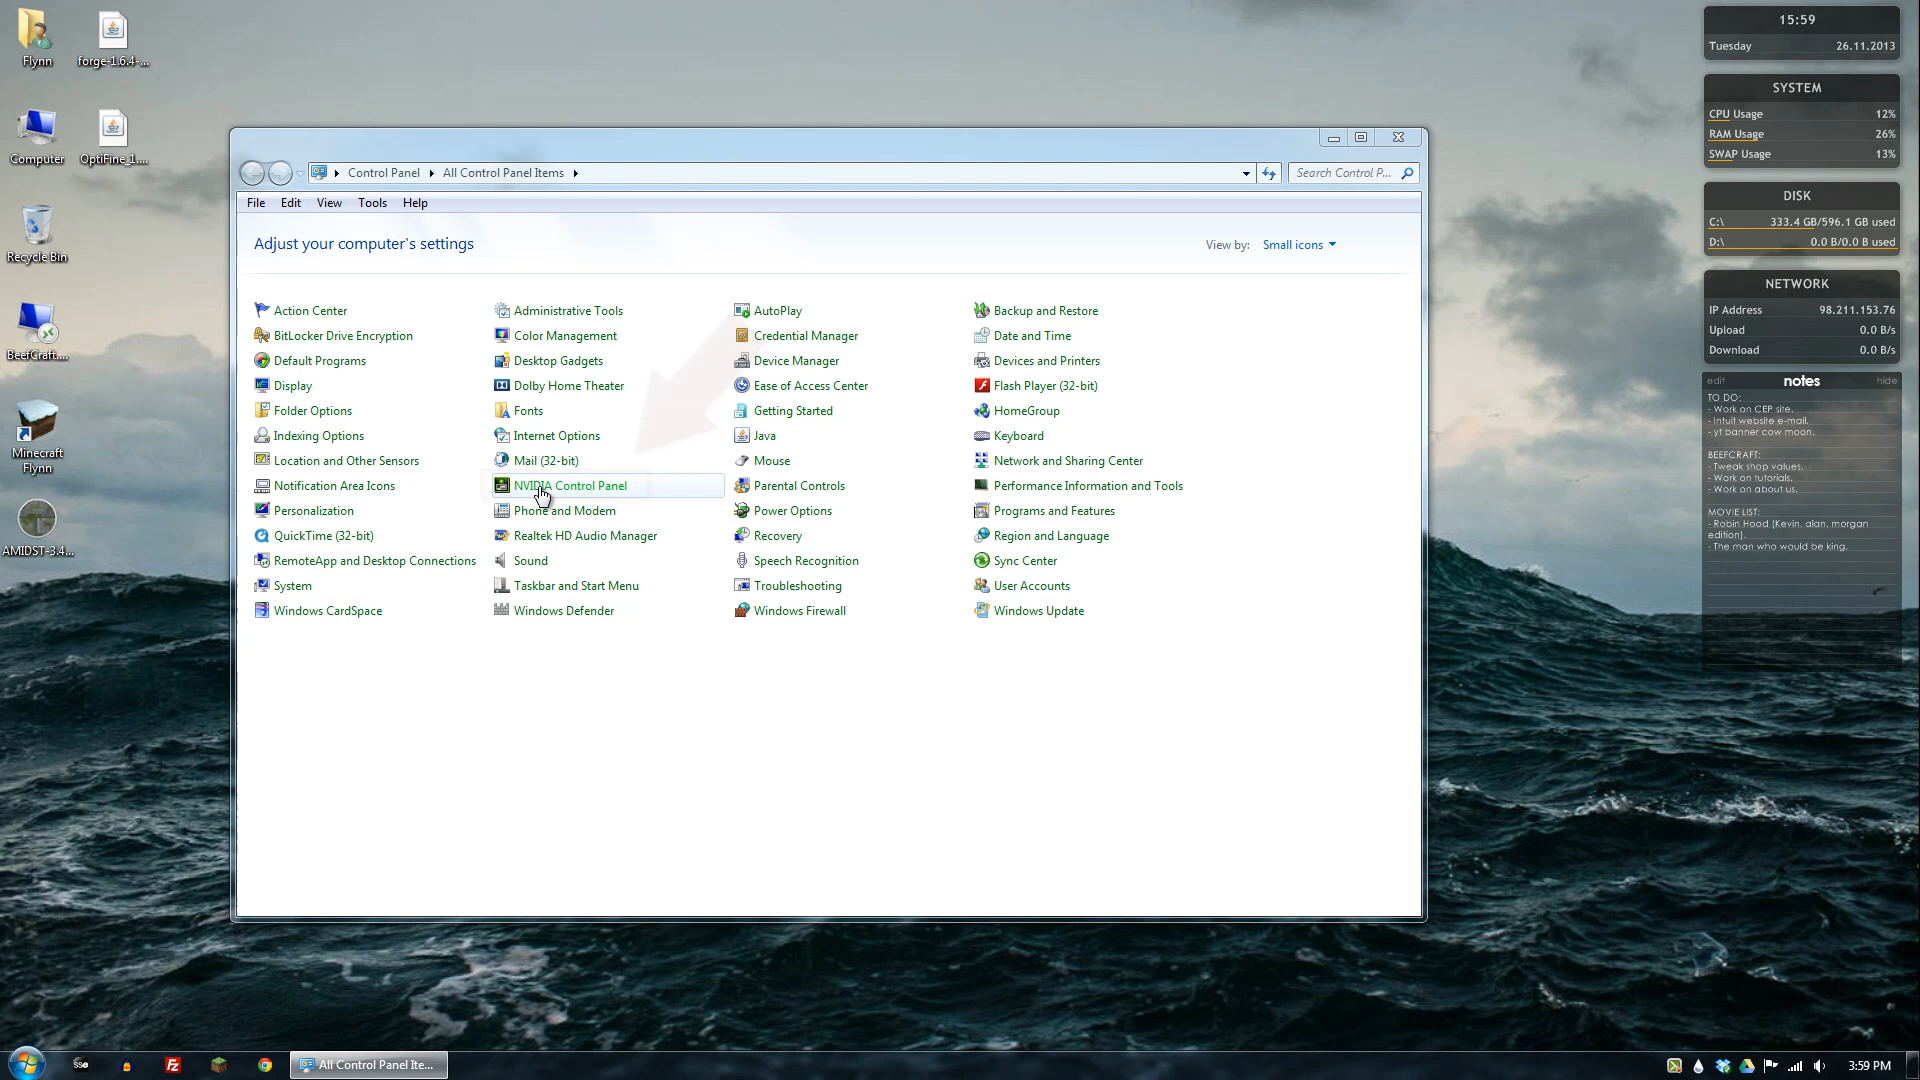 Flynn
forge-1.6.4-...
Computer
OptiFine_1....
Recycle Bin
BeefCraft....
Minecraft
Flynn
AMIDST-3.4...
Control Panel
All Control Panel Items
Search Control P...
File Edit View Tools Help
Adjust your computer's settings
View by: Small icons
Action Center
Administrative Tools
AutoPlay
Backup and Restore
BitLocker Drive Encryption
Color Management
Credential Manager
Date and Time
Default Programs
Desktop Gadgets
Device Manager
Devices and Printers
Display
Dolby Home Theater
Ease of Access Center
Flash Player (32-bit)
Folder Options
Fonts
Getting Started
HomeGroup
Indexing Options
Internet Options
Java
Keyboard
Location and Other Sensors
Mail (32-bit)
Mouse
Network and Sharing Center
Notification Area Icons
NVIDIA Control Panel
Parental Controls
Performance Information and Tools
Personalization
Phone and Modem
Power Options
Programs and Features
QuickTime (32-bit)
Realtek HD Audio Manager
Recovery
Region and Language
RemoteApp and Desktop Connections
Sound
Speech Recognition
Sync Center
System
Taskbar and Start Menu
Troubleshooting
User Accounts
Windows CardSpace
Windows Defender
Windows Firewall
Windows Update
15:59
Tuesday 26.11.2013
SYSTEM
CPU Usage 12%
RAM Usage 26%
SWAP Usage 13%
DISK
C:\ 333.4 GB/596.1 GB used
D:\ 0.0 B/0.0 B used
NETWORK
IP Address 98.211.153.76
Upload 0.0 B/s
Download 0.0 B/s
edit notes hide
TO DO:
- Work on CEP site.
- Intuit website e-mail.
- yt banner cow moon.
BEEFCRAFT:
- Tweak shop values.
- Work on tutorials.
- Work on about us.
MOVIE LIST:
- Robin Hood (Kevin, alan, morgan
edition).
- The man who would be king.
sse
FZ
All Control Panel Ite...
3:59 PM